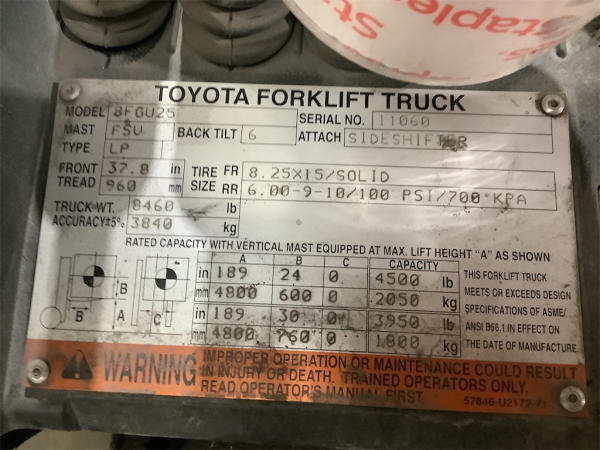 Staples
TOYOTA FORKLIFT TRUCK
MODEL 8FGU25 SERIAL NO. 11060
MAST FSV BACK TILT 6 ATTACH SIDESHIFTER
TYPE LP
FRONT TREAD 37.8 in 960 mm
TIRE SIZE FR 8.25X15/SOLID
RR 6.00-9-10/100 PSI/700 KPA
TRUCK WT. 8460 lb
ACCURACY±5% 3840 kg
RATED CAPACITY WITH VERTICAL MAST EQUIPPED AT MAX. LIFT HEIGHT "A" AS SHOWN
A B C CAPACITY
in 189 24 0 4500 lb
mm 4800 600 0 2050 kg
in 189 30 0 3950 lb
mm 4800 760 0 1800 kg
B
B A C
THIS FORKLIFT TRUCK
MEETS OR EXCEEDS DESIGN
SPECIFICATIONS OF ASME/
ANSI B56.1 IN EFFECT ON
THE DATE OF MANUFACTURE.
WARNING
IMPROPER OPERATION OR MAINTENANCE COULD RESULT
IN INJURY OR DEATH. TRAINED OPERATORS ONLY.
READ OPERATOR'S MANUAL FIRST.
57846-U2172-71